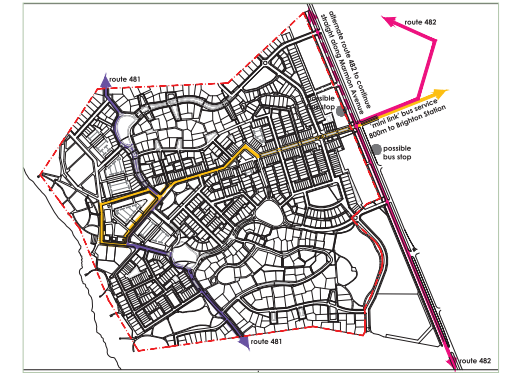 route 482
alternate route 482 to continue
straight along Marmion Avenue
route 481
possible
bus stop
'mini link' bus service
800m to Brighton Station
possible
bus stop
route 481
route 482